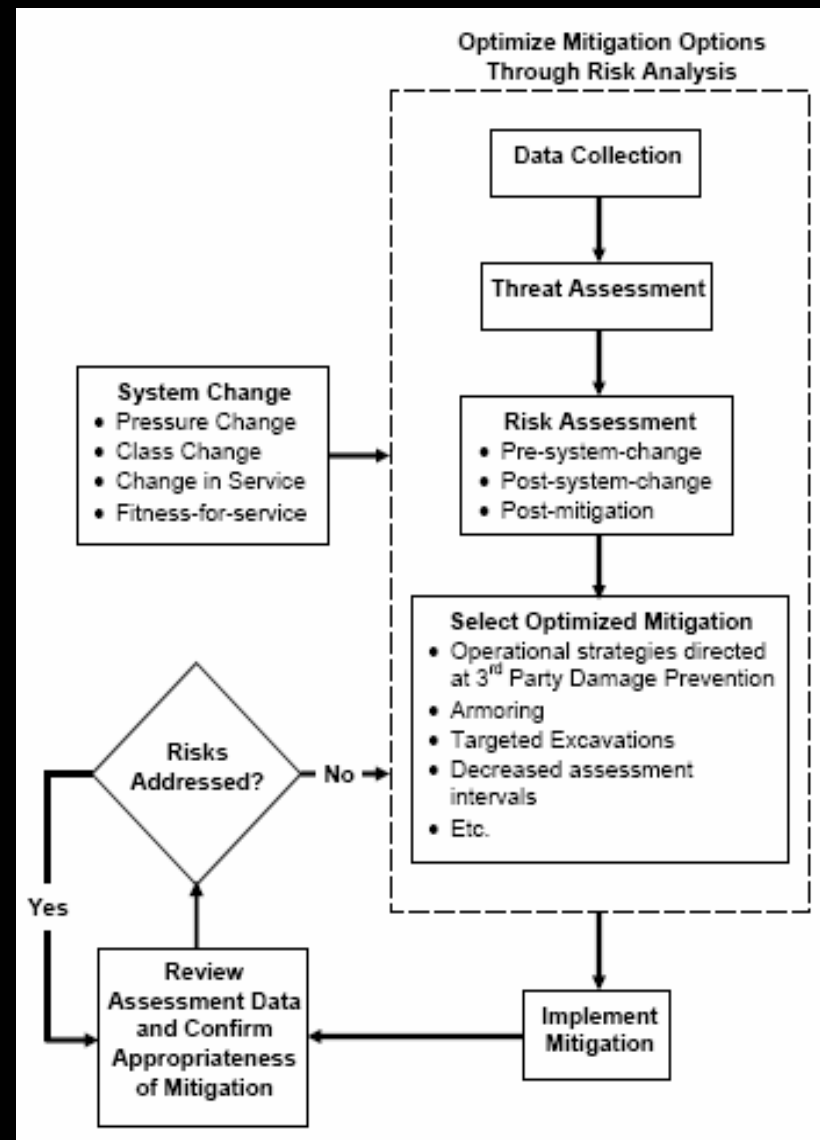 Optimize Mitigation Options
Through Risk Analysis
Data Collection
Threat Assessment
System Change
• Pressure Change
• Class Change
• Change in Service
• Fitness-for-service
Risk Assessment
• Pre-system-change
• Post-system-change
• Post-mitigation
Select Optimized Mitigation
• Operational strategies directed
at 3rd Party Damage Prevention
• Armoring
• Targeted Excavations
• Decreased assessment
intervals
• Etc.
Risks
Addressed?
No
Yes
Review
Assessment Data
and Confirm
Appropriateness
of Mitigation
Implement
Mitigation